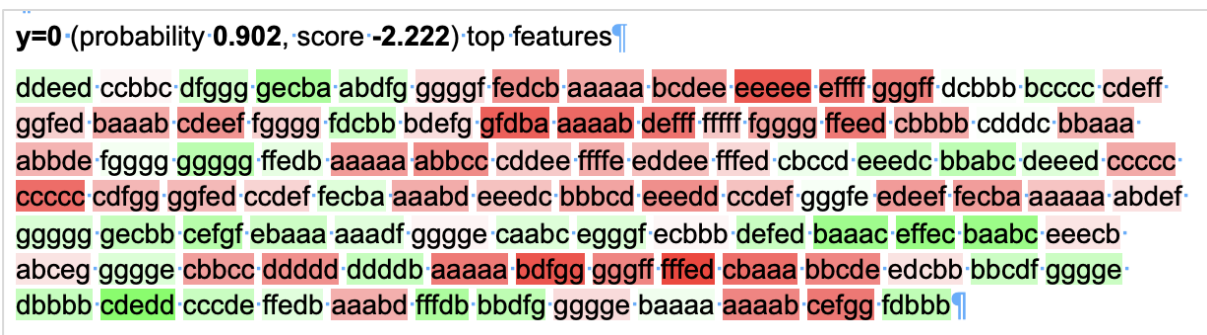 y=0 (probability 0.902, score -2.222) top features¶
ddeed ccbbc dfggg gecba abdfg ggggf fedcb aaaaa bcdee eeeee effff gggff dcbbb bcccc cdeff
ggfed baaab cdeef fgggg fdcbb bdefg gfdba aaaab defff fffff fgggg ffeed cbbbb cdddc bbaaa
abbde fgggg ggggg ffedb aaaaa abbcc cddee ffffe eddee fffed cbccd eeedc bbabc deeed ccccc
ccccc cdfgg ggfed ccdef fecba aaabd eeedc bbbcd eeedd ccdef gggfe edeef fecba aaaaa abdef
ggggg gecbb cefgf ebaaa aaadf gggge caabc egggf ecbbb defed baaac effec baabc eeecb
abceg gggge cbbcc ddddd ddddb aaaaa bdfgg gggff fffed cbaaa bbcde edcbb bbcdf gggge
dbbbb cdedd cccde ffedb aaabd fffdb bbdfg gggge baaaa aaaab cefgg fdbbb¶